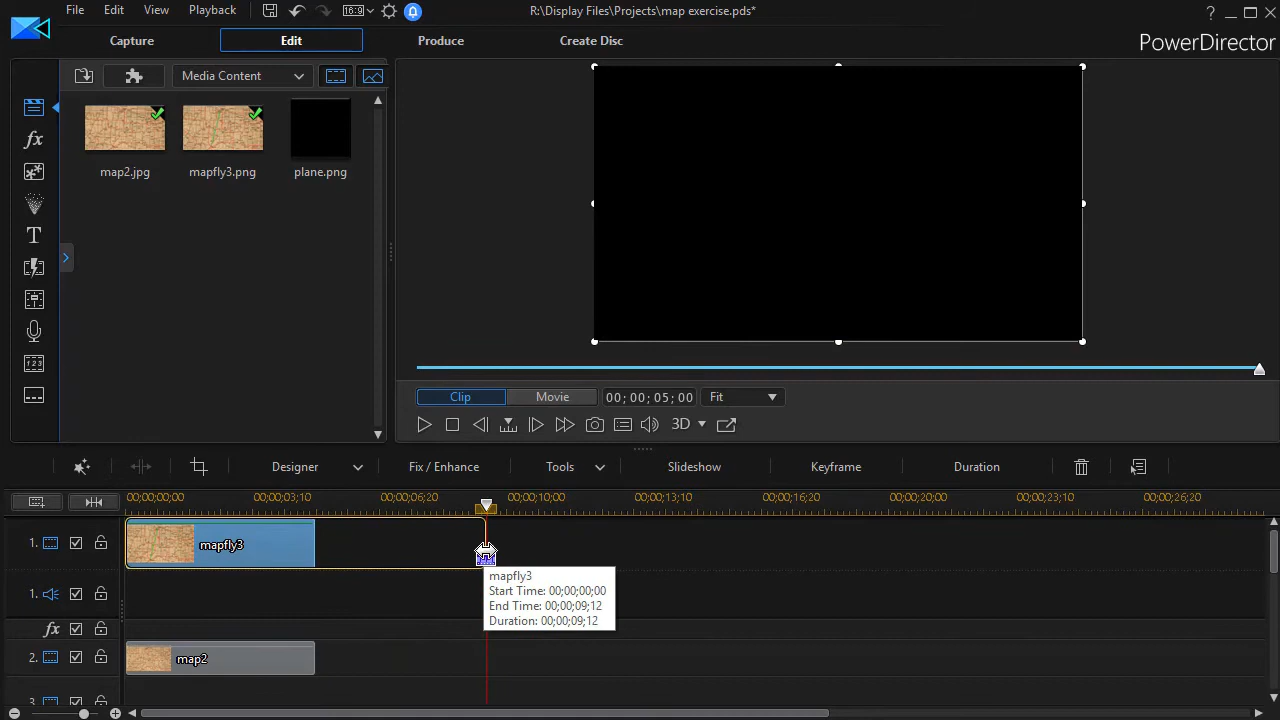 File Edit View Playback 16:9 R:\Display Files\Projects\map exercise.pds* ?
Capture Edit Produce Create Disc
PowerDirector
Media Content
fx
map2.jpg mapfly3.png plane.png
T
123
Clip Movie 00; 00; 05; 00 Fit
3D
Designer Fix / Enhance Tools Slideshow Keyframe Duration
00;00;00;00 00;00;03;10 00;00;06;20 00;00;10;00 00;00;13;10 00;00;16;20 00;00;20;00 00;00;23;10 00;00;26;20
1. mapfly3
mapfly3
Start Time: 00;00;00;00
End Time: 00;00;09;12
Duration: 00;00;09;12
1.
fx
2. map2
3.